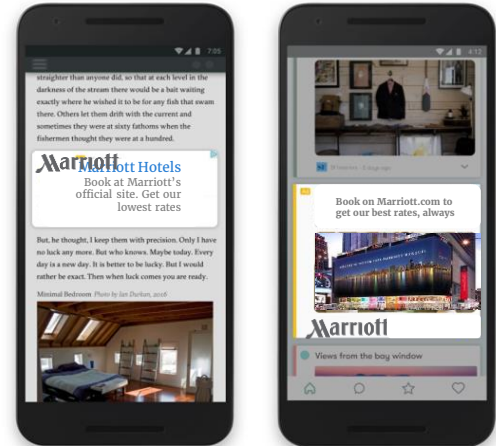 7:05
straighter than anyone did, so that at each level in the
darkness of the stream there would be a bait waiting
exactly where he wished it to be for any fish that swam
there. Others let them drift with the current and
sometimes they were at sixty fathoms when the
fishermen thought they were at a hundred.
Marriott
Marriott Hotels
Book at Marriott's
official site. Get our
lowest rates
But, he thought, I keep them with precision. Only I have
no luck any more. But who knows. Maybe today. Every
day is a new day. It is better to be lucky. But I would
rather be exact. Then when luck comes you are ready.
Minimal Bedroom Photo by Ian Durhan, 2016
4:12
Ad
Book on Marriott.com to
get our best rates, always
Marriott
Views from the bay window